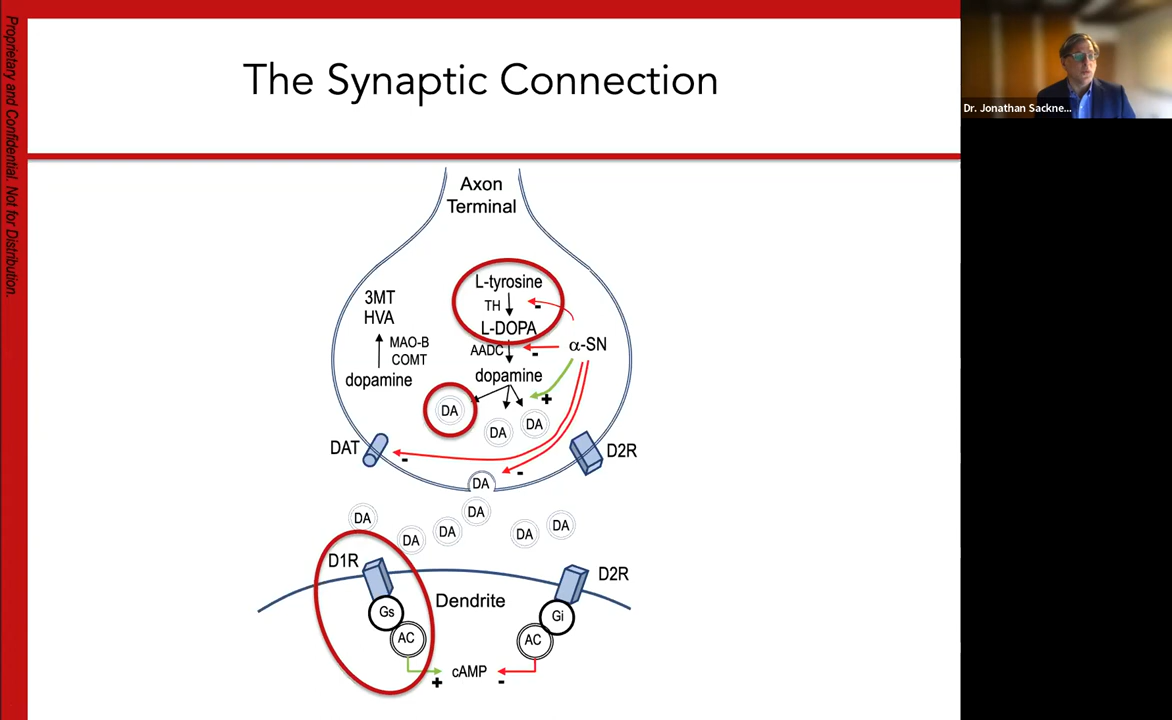 Proprietary and Confidential. Not for Distribution.
The Synaptic Connection
Dr. Jonathan Sackne...
Axon
Terminal
L-tyrosine
TH
-
L-DOPA
3MT
HVA
MAO-B
COMT
dopamine
AADC
-
α-SN
dopamine
+
DA
DA
DA
DAT
-
-
D2R
DA
DA
DA
DA
DA
DA
DA
D1R
Gs
AC
Dendrite
D2R
Gi
AC
+
cAMP
-